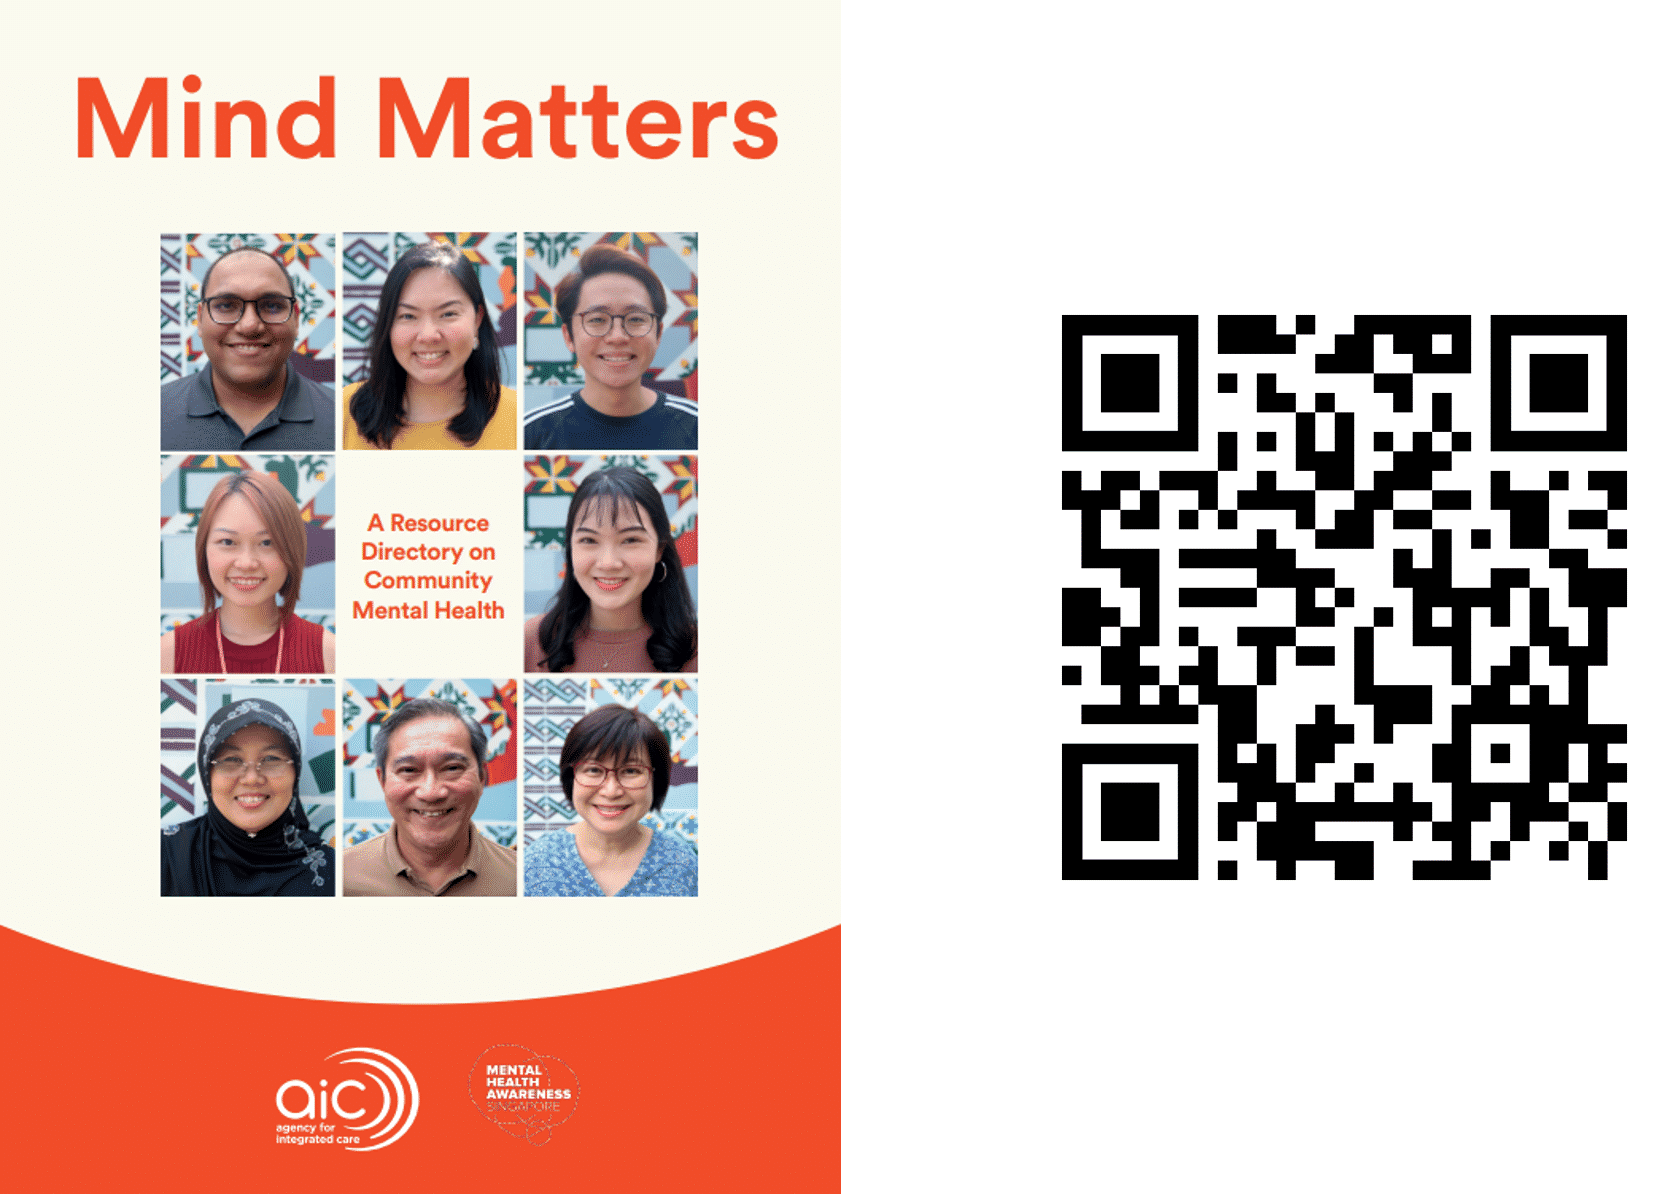 Mind Matters
A Resource
Directory on
Community
Mental Health
aic
agency for
integrated care
MENTAL
HEALTH
AWARENESS
SINGAPORE